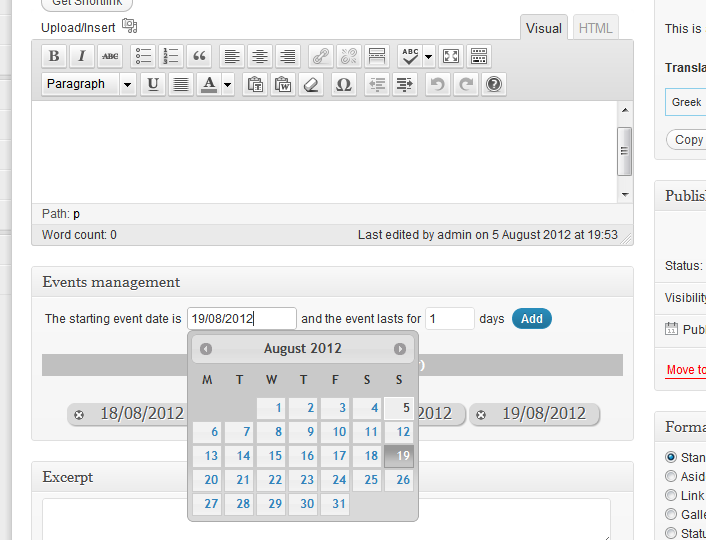 Get Shortlink
Upload/Insert
Visual HTML
B I ABC ABC
Paragraph U A W Ω ?
Path: p
Word count: 0 Last edited by admin on 5 August 2012 at 19:53
Events management
The starting event date is 19/08/2012 and the event lasts for 1 days Add
August 2012
M T W T F S S
1 2 3 4 5
6 7 8 9 10 11 12
13 14 15 16 17 18 19
20 21 22 23 24 25 26
27 28 29 30 31
)
18/08/2012 2012 19/08/2012
Excerpt
This is
Transla
Greek
Copy
Publis
Status:
Visibility
11 Publ
Move to
Forma
Stan
Asid
Link
Galle
Statu